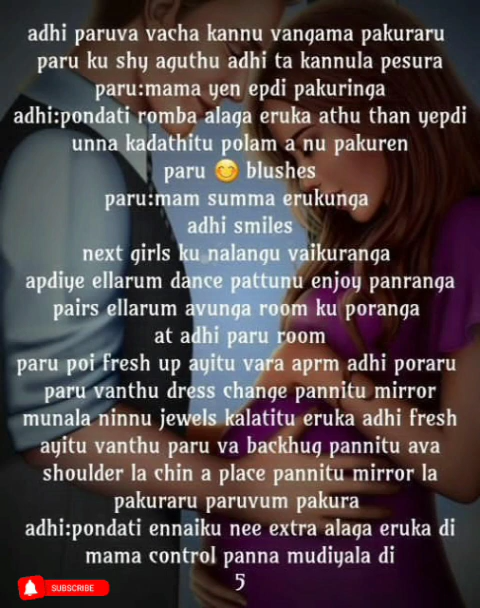 adhi paruva vacha kannu vangama pakuraru
paru ku shy aguthu adhi ta kannula pesura
paru:mama yen epdi pakuringa
adhi:pondati romba alaga eruka athu than yepdi
unna kadathitu polam a nu pakuren
paru 😊 blushes
paru:mam summa erukunga
adhi smiles
next girls ku nalangu vaikuranga
apdiye ellarum dance pattunu enjoy panranga
pairs ellarum avunga room ku poranga
at adhi paru room
paru poi fresh up ayitu vara aprm adhi poraru
paru vanthu dress change pannitu mirror
munala ninnu jewels kalatitu eruka adhi fresh
ayitu vanthu paru va backhug pannitu ava
shoulder la chin a place pannitu mirror la
pakuraru paruvum pakura
adhi:pondati ennaiku nee extra alaga eruka di
mama control panna mudiyala di
5
SUBSCRIBE